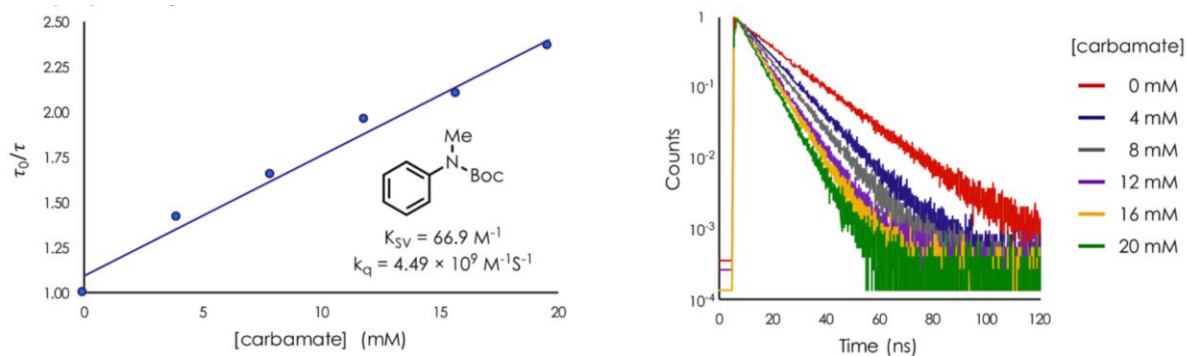 2.50
2.25
2.00
1.75
1.50
1.25
1.00
τ₀/τ
0
5
10
15
20
[carbamate] (mM)
Me
N
Boc
K_SV = 66.9 M⁻¹
k_q = 4.49 × 10⁹ M⁻¹S⁻¹
1
10⁻¹
10⁻²
10⁻³
10⁻⁴
Counts
0
20
40
60
80
100
120
Time (ns)
[carbamate]
0 mM
4 mM
8 mM
12 mM
16 mM
20 mM